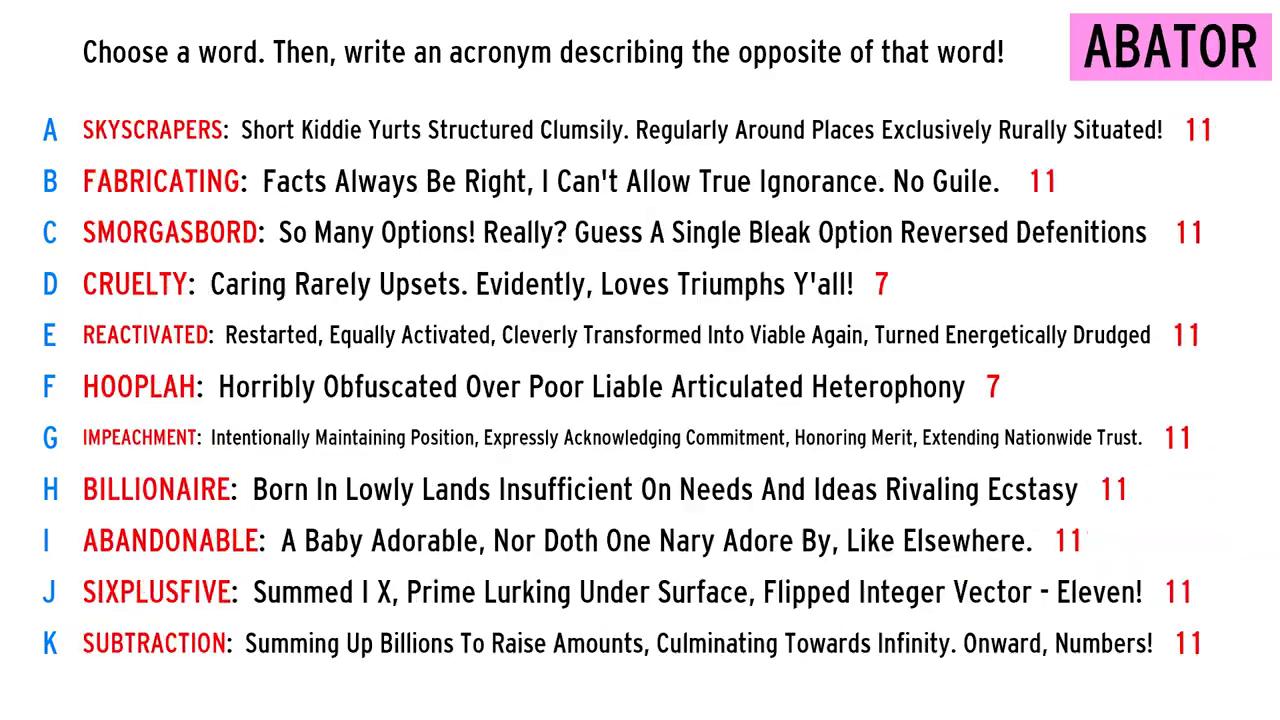 Choose a word. Then, write an acronym describing the opposite of that word!
ABATOR
A SKYSCRAPERS: Short Kiddie Yurts Structured Clumsily. Regularly Around Places Exclusively Rurally Situated! 11
B FABRICATING: Facts Always Be Right, I Can't Allow True Ignorance. No Guile. 11
C SMORGASBORD: So Many Options! Really? Guess A Single Bleak Option Reversed Defenitions 11
D CRUELTY: Caring Rarely Upsets. Evidently, Loves Triumphs Y'all! 7
E REACTIVATED: Restarted, Equally Activated, Cleverly Transformed Into Viable Again, Turned Energetically Drudged 11
F HOOPLAH: Horribly Obfuscated Over Poor Liable Articulated Heterophony 7
G IMPEACHMENT: Intentionally Maintaining Position, Expressly Acknowledging Commitment, Honoring Merit, Extending Nationwide Trust. 11
H BILLIONAIRE: Born In Lowly Lands Insufficient On Needs And Ideas Rivaling Ecstasy 11
I ABANDONABLE: A Baby Adorable, Nor Doth One Nary Adore By, Like Elsewhere. 11
J SIXPLUSFIVE: Summed I X, Prime Lurking Under Surface, Flipped Integer Vector - Eleven! 11
K SUBTRACTION: Summing Up Billions To Raise Amounts, Culminating Towards Infinity. Onward, Numbers! 11